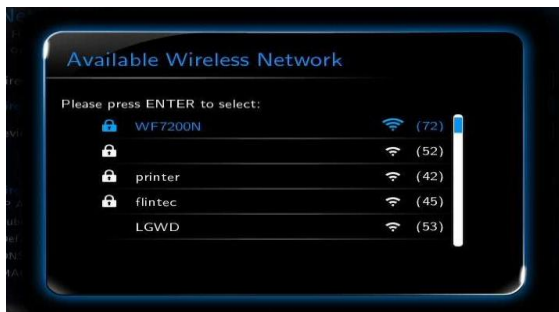 Available Wireless Network
Please press ENTER to select:
WF7200N (72)
(52)
printer (42)
flintec (45)
LGWD (53)